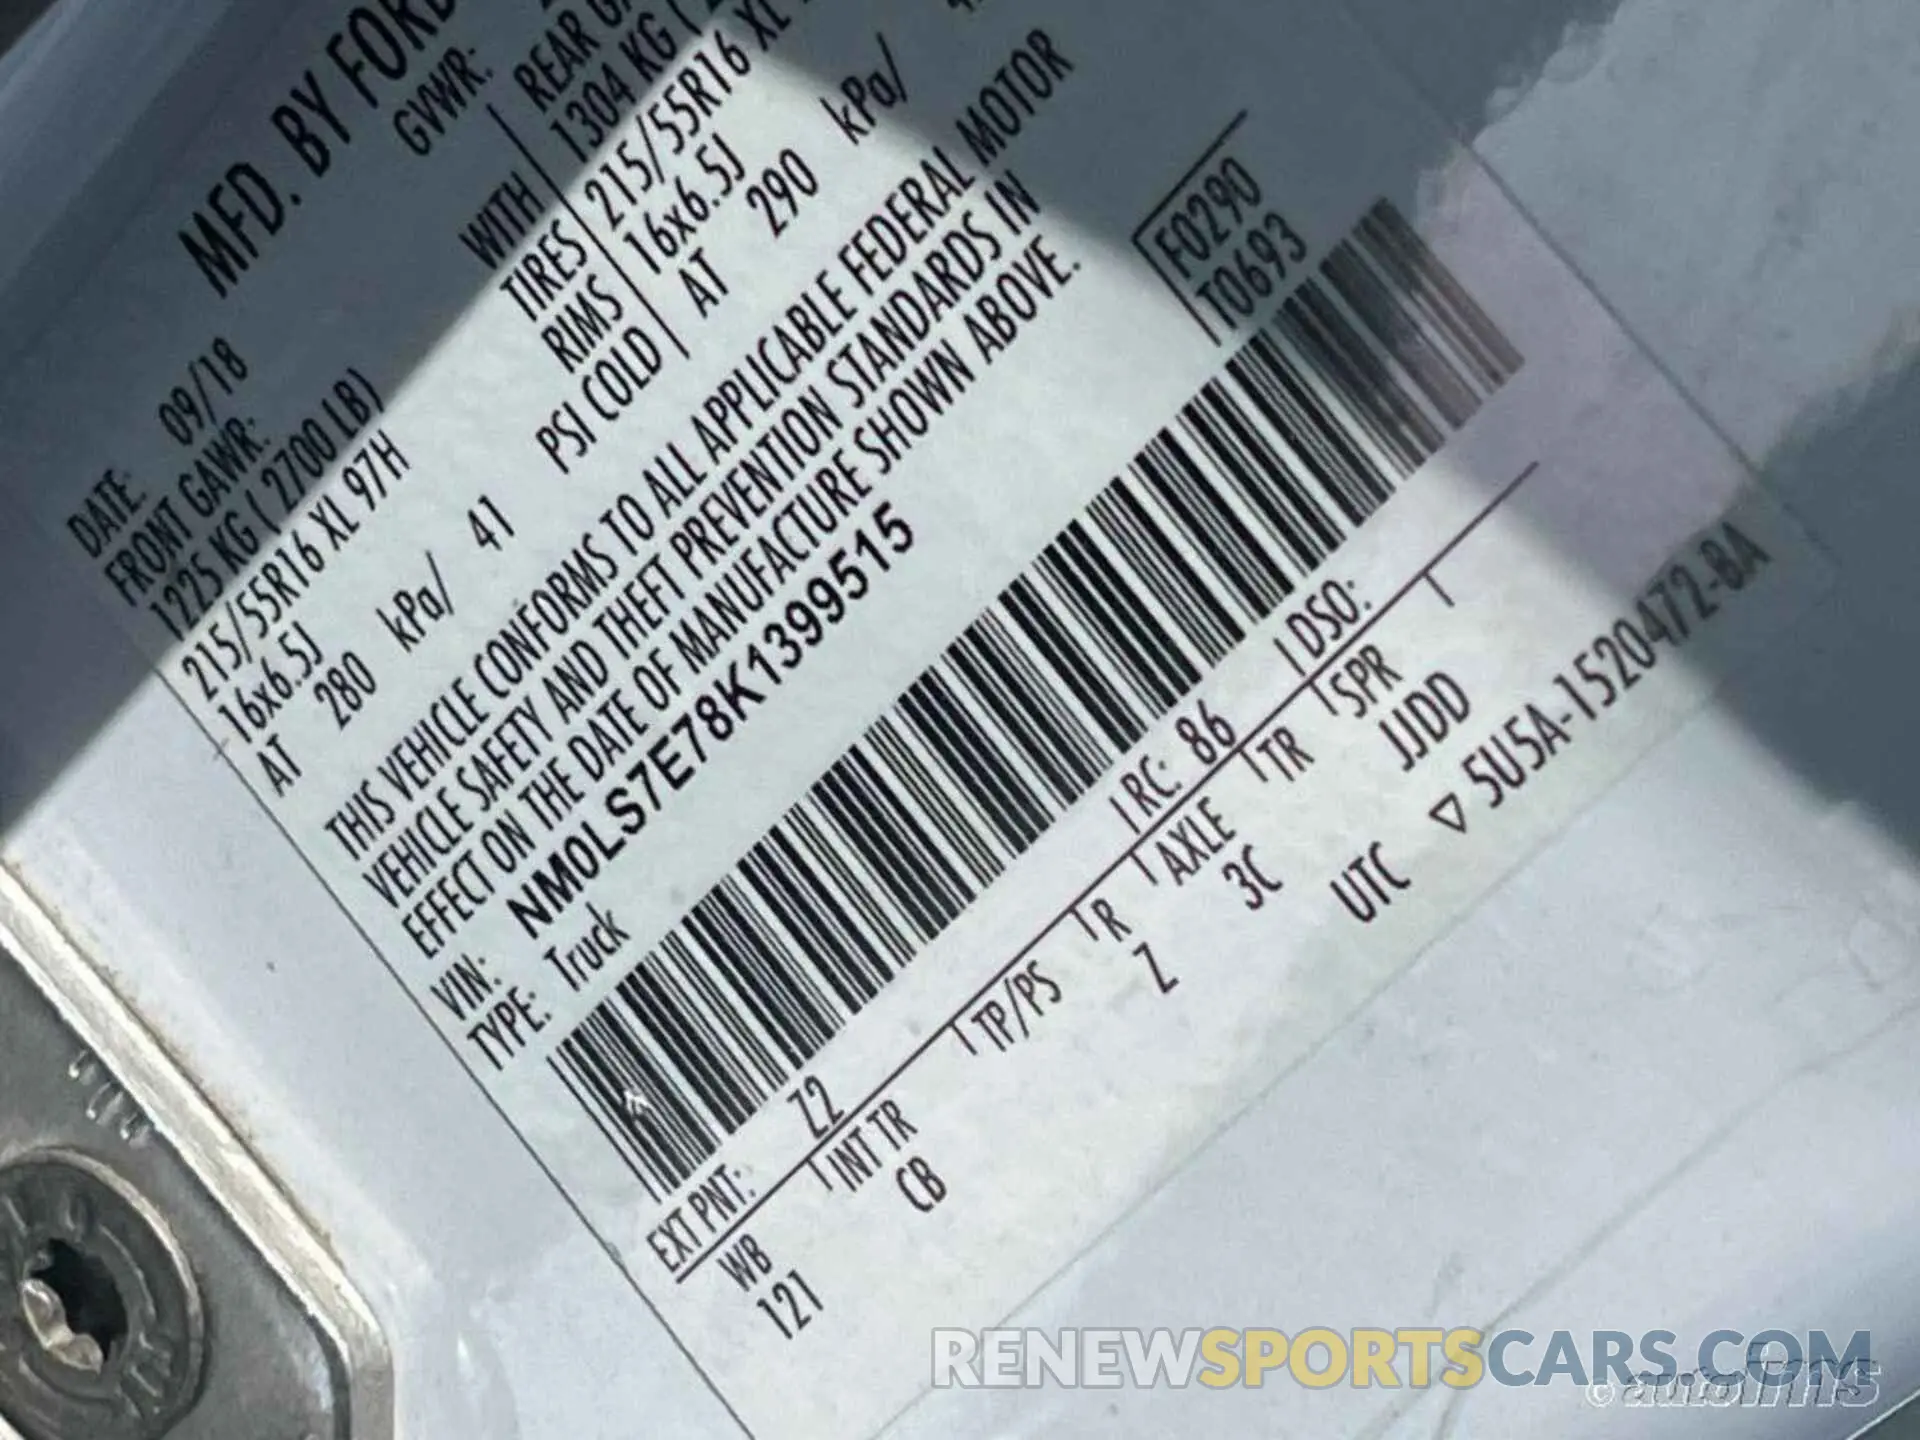 MFD. BY FORD
DATE: 09/18 GVWR:
FRONT GAWR: WITH REAR
1225 KG ( 2700 LB) 1304 KG (
215/55R16 XL 97H TIRES 215/55R16 XL
16x6.5J RIMS 16x6.5J
AT 280 kPa/ 41 PSI COLD AT 290 kPa/
THIS VEHICLE CONFORMS TO ALL APPLICABLE FEDERAL MOTOR
VEHICLE SAFETY AND THEFT PREVENTION STANDARDS IN
EFFECT ON THE DATE OF MANUFACTURE SHOWN ABOVE.
VIN: NM0LS7E78K1399515
TYPE: Truck
F0290
T0693
EXT PNT: Z2 RC: 86 DSO:
WB INT TR TP/PS R AXLE TR SPR
121 CB Z 3C JJDD
UTC ▽ 5U5A-1520472-BA
RENEWSPORTSCARS.COM
© autoims